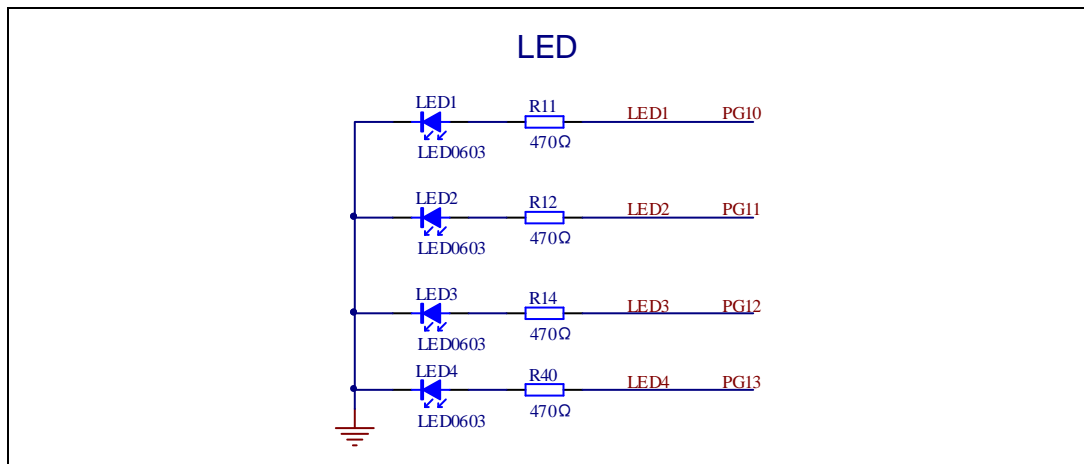 LED
LED1
R11
LED1
PG10
LED0603
470Ω
LED2
R12
LED2
PG11
LED0603
470Ω
LED3
R14
LED3
PG12
LED0603
470Ω
LED4
R40
LED4
PG13
LED0603
470Ω